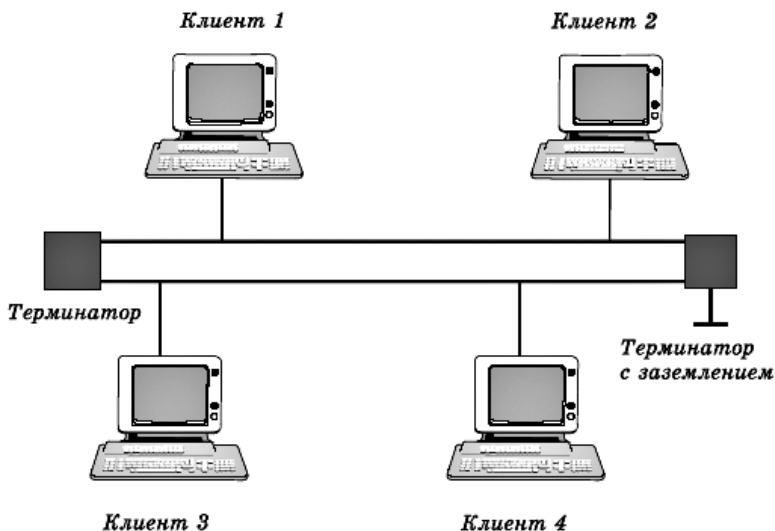 Клиент 1
Клиент 2
Терминатор
Терминатор
с заземлением
Клиент 3
Клиент 4